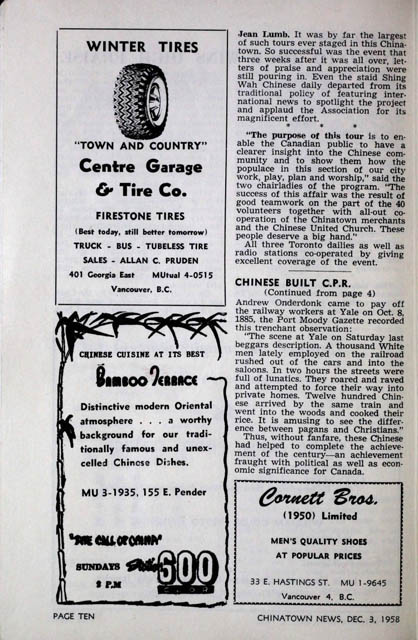 WINTER TIRES
"TOWN AND COUNTRY"
Centre Garage
& Tire Co.
FIRESTONE TIRES
(Best today, still better tomorrow)
TRUCK - BUS - TUBELESS TIRE
SALES - ALLAN C. PRUDEN
401 Georgia East MUtual 4-0515
Vancouver, B.C.
CHINESE CUISINE AT ITS BEST
BAMBOO TERRACE
Distinctive modern Oriental
atmosphere . . . a worthy
background for our tradi-
tionally famous and unex-
celled Chinese Dishes.
MU 3-1935, 155 E. Pender
"THE CALL OF CHINA"
SUNDAYS
9 P.M
600
Jean Lumb. It was by far the largest
of such tours ever staged in this China-
town. So successful was the event that
three weeks after it was all over, let-
ters of praise and appreciation were
still pouring in. Even the staid Shing
Wah Chinese daily departed from its
traditional policy of featuring inter-
national news to spotlight the project
and applaud the Association for its
magnificent effort.
* * *
"The purpose of this tour is to en-
able the Canadian public to have a
clearer insight into the Chinese com-
munity and to show them how the
populace in this section of our city
work, play, plan and worship," said the
two chairladies of the program. "The
success of this affair was the result of
good teamwork on the part of the 40
volunteers together with all-out co-
operation of the Chinatown merchants
and the Chinese United Church. These
people deserve a big hand."
All three Toronto dailies as well as
radio stations co-operated by giving
excellent coverage of the event.
CHINESE BUILT C.P.R.
(Continued from page 4)
Andrew Onderdonk came to pay off
the railway workers at Yale on Oct. 8,
1885, the Port Moody Gazette recorded
this trenchant observation:
"The scene at Yale on Saturday last
beggars description. A thousand White
men lately employed on the railroad
rushed out of the cars and into the
saloons. In two hours the streets were
full of lunatics. They roared and raved
and attempted to force their way into
private homes. Twelve hundred Chin-
ese arrived by the same train and
went into the woods and cooked their
rice. It is amusing to see the differ-
ence between pagans and Christians."
Thus, without fanfare, these Chinese
had helped to complete the achieve-
ment of the century—an achievement
fraught with political as well as econ-
omic significance for Canada.
Cornett Bros.
(1950) Limited
MEN'S QUALITY SHOES
AT POPULAR PRICES
33 E. HASTINGS ST. MU 1-9645
Vancouver 4, B.C.
PAGE TEN
CHINATOWN NEWS, DEC. 3, 1958